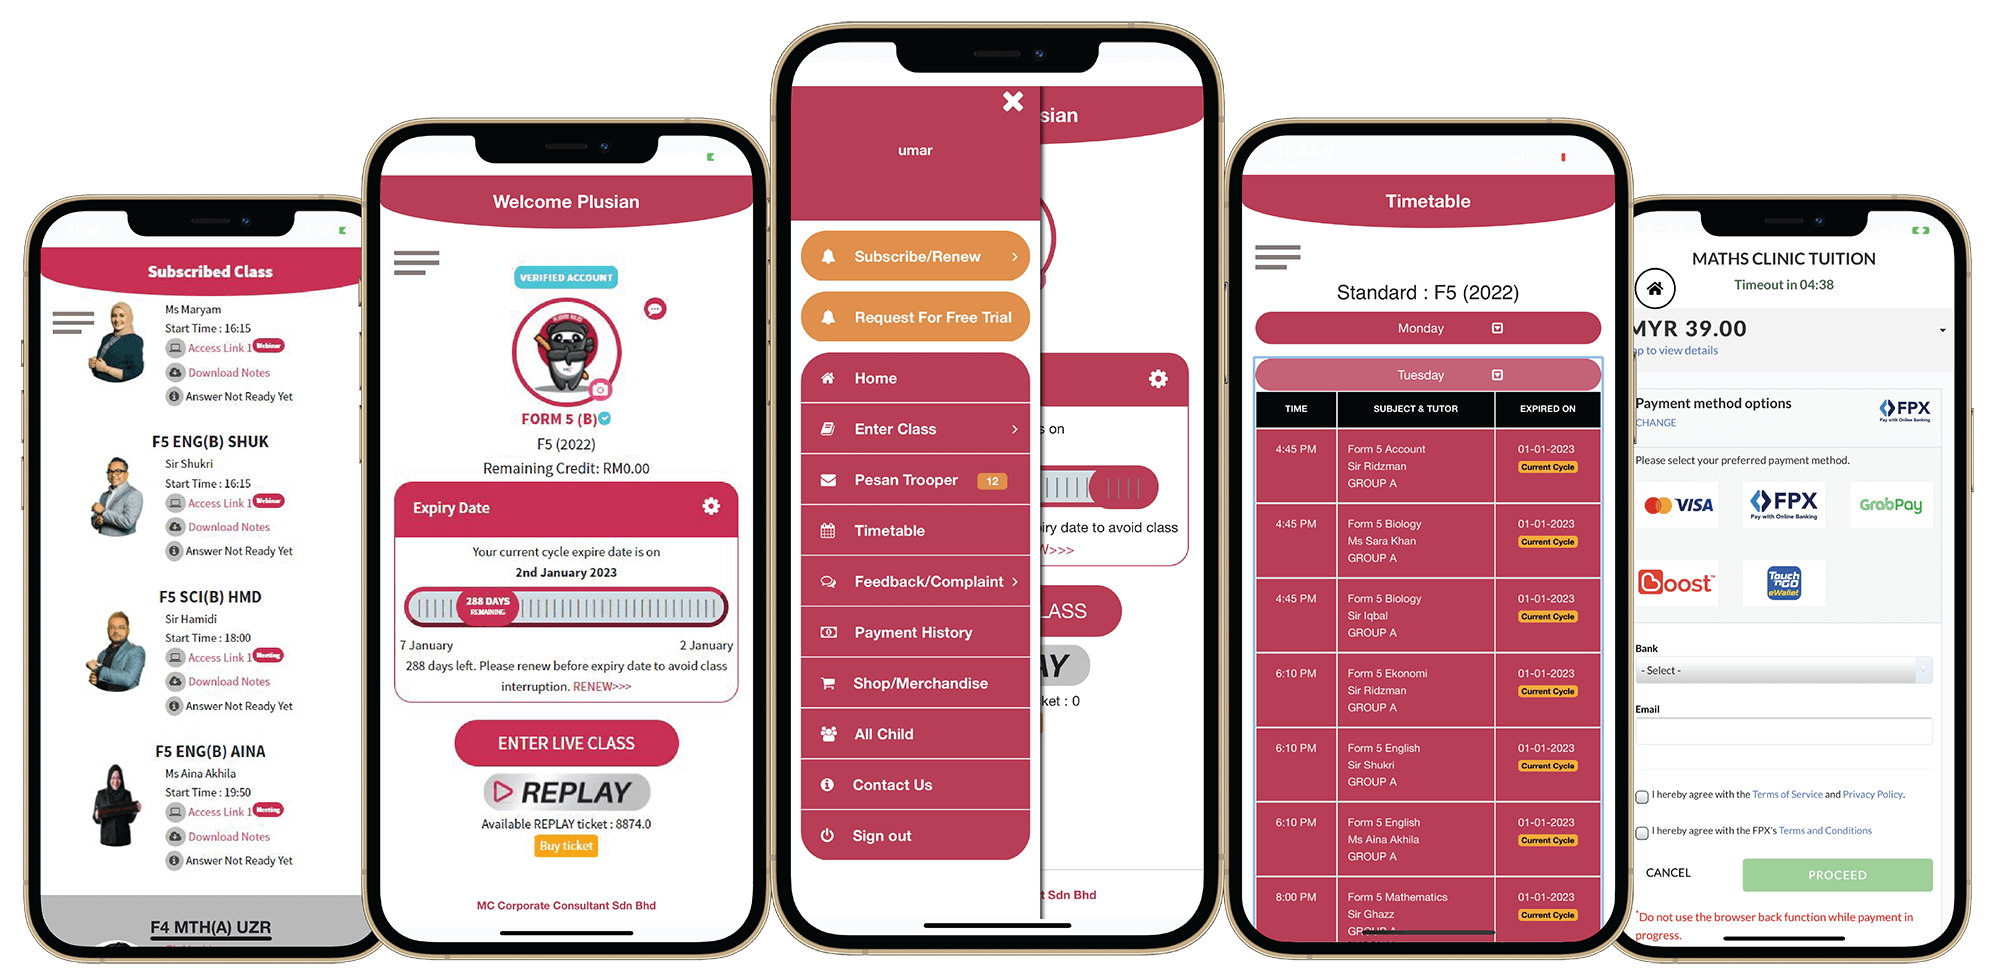 Subscribed Class
Ms Maryam
Start Time : 16:15
Access Link 1 Webinar
Download Notes
Answer Not Ready Yet
F5 ENG(B) SHUK
Sir Shukri
Start Time : 16:15
Access Link 1 Webinar
Download Notes
Answer Not Ready Yet
F5 SCI(B) HMD
Sir Hamidi
Start Time : 18:00
Access Link 1 Meeting
Download Notes
Answer Not Ready Yet
F5 ENG(B) AINA
Ms Aina Akhila
Start Time : 19:50
Access Link 1 Meeting
Download Notes
Answer Not Ready Yet
F4 MTH(A) UZR
Welcome Plusian
VERIFIED ACCOUNT
MC
FORM 5 (B)
F5 (2022)
Remaining Credit: RM0.00
Expiry Date
Your current cycle expire date is on
2nd January 2023
288 DAYS
REMAINING
7 January 2 January
288 days left. Please renew before expiry date to avoid class
interruption. RENEW>>>
ENTER LIVE CLASS
REPLAY
Available REPLAY ticket : 8874.0
Buy ticket
MC Corporate Consultant Sdn Bhd
umar
Subscribe/Renew
Request For Free Trial
Home
Enter Class
Pesan Trooper 12
Timetable
Feedback/Complaint
Payment History
Shop/Merchandise
All Child
Contact Us
Sign out
sian
s on
iry date to avoid class
W>>>
LASS
AY
ket : 0
t Sdn Bhd
Timetable
Standard : F5 (2022)
Monday
Tuesday
TIME SUBJECT & TUTOR EXPIRED ON
4:45 PM Form 5 Account 01-01-2023
Sir Ridzman Current Cycle
GROUP A
4:45 PM Form 5 Biology 01-01-2023
Ms Sara Khan Current Cycle
GROUP A
4:45 PM Form 5 Biology 01-01-2023
Sir Iqbal Current Cycle
GROUP A
6:10 PM Form 5 Ekonomi 01-01-2023
Sir Ridzman Current Cycle
GROUP A
6:10 PM Form 5 English 01-01-2023
Sir Shukri Current Cycle
GROUP A
6:10 PM Form 5 English 01-01-2023
Ms Aina Akhila Current Cycle
GROUP A
8:00 PM Form 5 Mathematics 01-01-2023
Sir Ghazz Current Cycle
GROUP A
MATHS CLINIC TUITION
Timeout in 04:38
MYR 39.00
ap to view details
Payment method options
CHANGE
FPX
Pay with Online Banking
Please select your preferred payment method.
VISA
FPX
Pay with Online Banking
GrabPay
Boost
Touch 'n GO
eWallet
Bank
- Select -
Email
I hereby agree with the Terms of Service and Privacy Policy.
I hereby agree with the FPX's Terms and Conditions
CANCEL PROCEED
*Do not use the browser back function while payment in
progress.